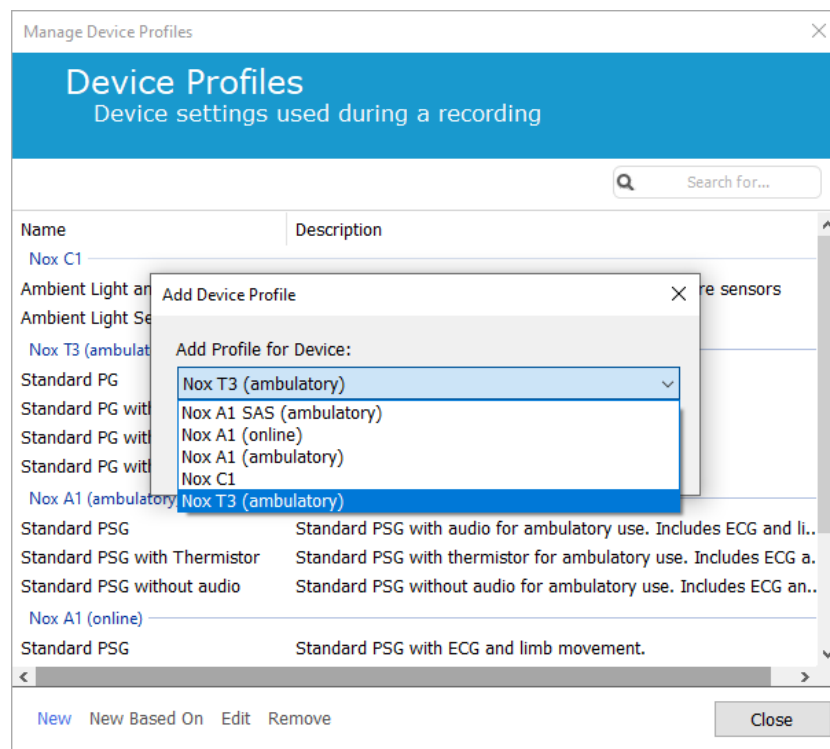 Manage Device Profiles
Device Profiles
Device settings used during a recording
Search for...
Name Description
Nox C1
Ambient Light an re sensors
Ambient Light Se
Nox T3 (ambulat
Standard PG
Standard PG with
Standard PG with
Standard PG with
Add Device Profile
Add Profile for Device:
Nox T3 (ambulatory)
Nox A1 SAS (ambulatory)
Nox A1 (online)
Nox A1 (ambulatory)
Nox C1
Nox T3 (ambulatory)
Nox A1 (ambulatory
Standard PSG Standard PSG with audio for ambulatory use. Includes ECG and li..
Standard PSG with Thermistor Standard PSG with thermistor for ambulatory use. Includes ECG a.
Standard PSG without audio Standard PSG without audio for ambulatory use. Includes ECG an..
Nox A1 (online)
Standard PSG Standard PSG with ECG and limb movement.
New New Based On Edit Remove Close